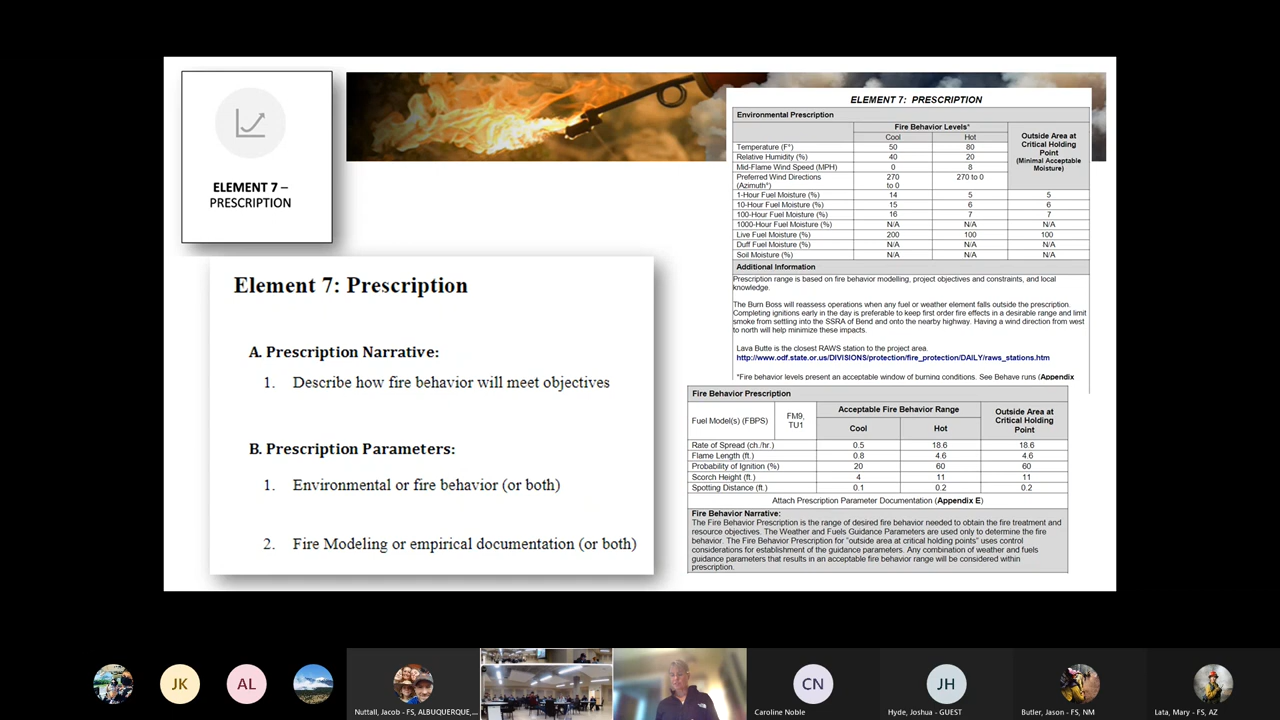 ELEMENT 7 –
PRESCRIPTION
Element 7: Prescription
A. Prescription Narrative:
1. Describe how fire behavior will meet objectives
B. Prescription Parameters:
1. Environmental or fire behavior (or both)
2. Fire Modeling or empirical documentation (or both)
ELEMENT 7: PRESCRIPTION
Environmental Prescription
Fire Behavior Levels* Outside Area at Critical Holding Point (Minimal Acceptable Moisture)
Cool Hot
Temperature (F°) 50 80
Relative Humidity (%) 40 20
Mid-Flame Wind Speed (MPH) 0 8
Preferred Wind Directions (Azimuth°) 270 to 0 270 to 0
1-Hour Fuel Moisture (%) 14 5 5
10-Hour Fuel Moisture (%) 15 6 6
100-Hour Fuel Moisture (%) 16 7 7
1000-Hour Fuel Moisture (%) N/A N/A N/A
Live Fuel Moisture (%) 200 100 100
Duff Fuel Moisture (%) N/A N/A N/A
Soil Moisture (%) N/A N/A N/A
Additional Information
Prescription range is based on fire behavior modelling, project objectives and constraints, and local
knowledge.
The Burn Boss will reassess operations when any fuel or weather element falls outside the prescription.
Completing ignitions early in the day is preferable to keep first order fire effects in a desirable range and limit
smoke from settling into the SSRA of Bend and onto the nearby highway. Having a wind direction from west
to north will help minimize these impacts.
Lava Butte is the closest RAWS station to the project area.
http://www.odf.state.or.us/DIVISIONS/protection/fire_protection/DAILY/raws_stations.htm
*Fire behavior levels present an acceptable window of burning conditions. See Behave runs (Appendix
Fire Behavior Prescription
Fuel Model(s) (FBPS) FM9, TU1 Acceptable Fire Behavior Range Outside Area at Critical Holding Point
Cool Hot
Rate of Spread (ch./hr.) 0.5 18.6 18.6
Flame Length (ft.) 0.8 4.6 4.6
Probability of Ignition (%) 20 60 60
Scorch Height (ft.) 4 11 11
Spotting Distance (ft.) 0.1 0.2 0.2
Attach Prescription Parameter Documentation (Appendix E)
Fire Behavior Narrative:
The Fire Behavior Prescription is the range of desired fire behavior needed to obtain the fire treatment and
resource objectives. The Weather and Fuels Guidance Parameters are used only to determine the fire
behavior. The Fire Behavior Prescription for "outside area at critical holding points" uses control
considerations for establishment of the guidance parameters. Any combination of weather and fuels
guidance parameters that results in an acceptable fire behavior range will be considered within
prescription.
JK
AL
Nuttall, Jacob - FS, ALBUQUERQUE,...
CN
Caroline Noble
JH
Hyde, Joshua - GUEST
Butler, Jason - FS, NM
Lata, Mary - FS, AZ